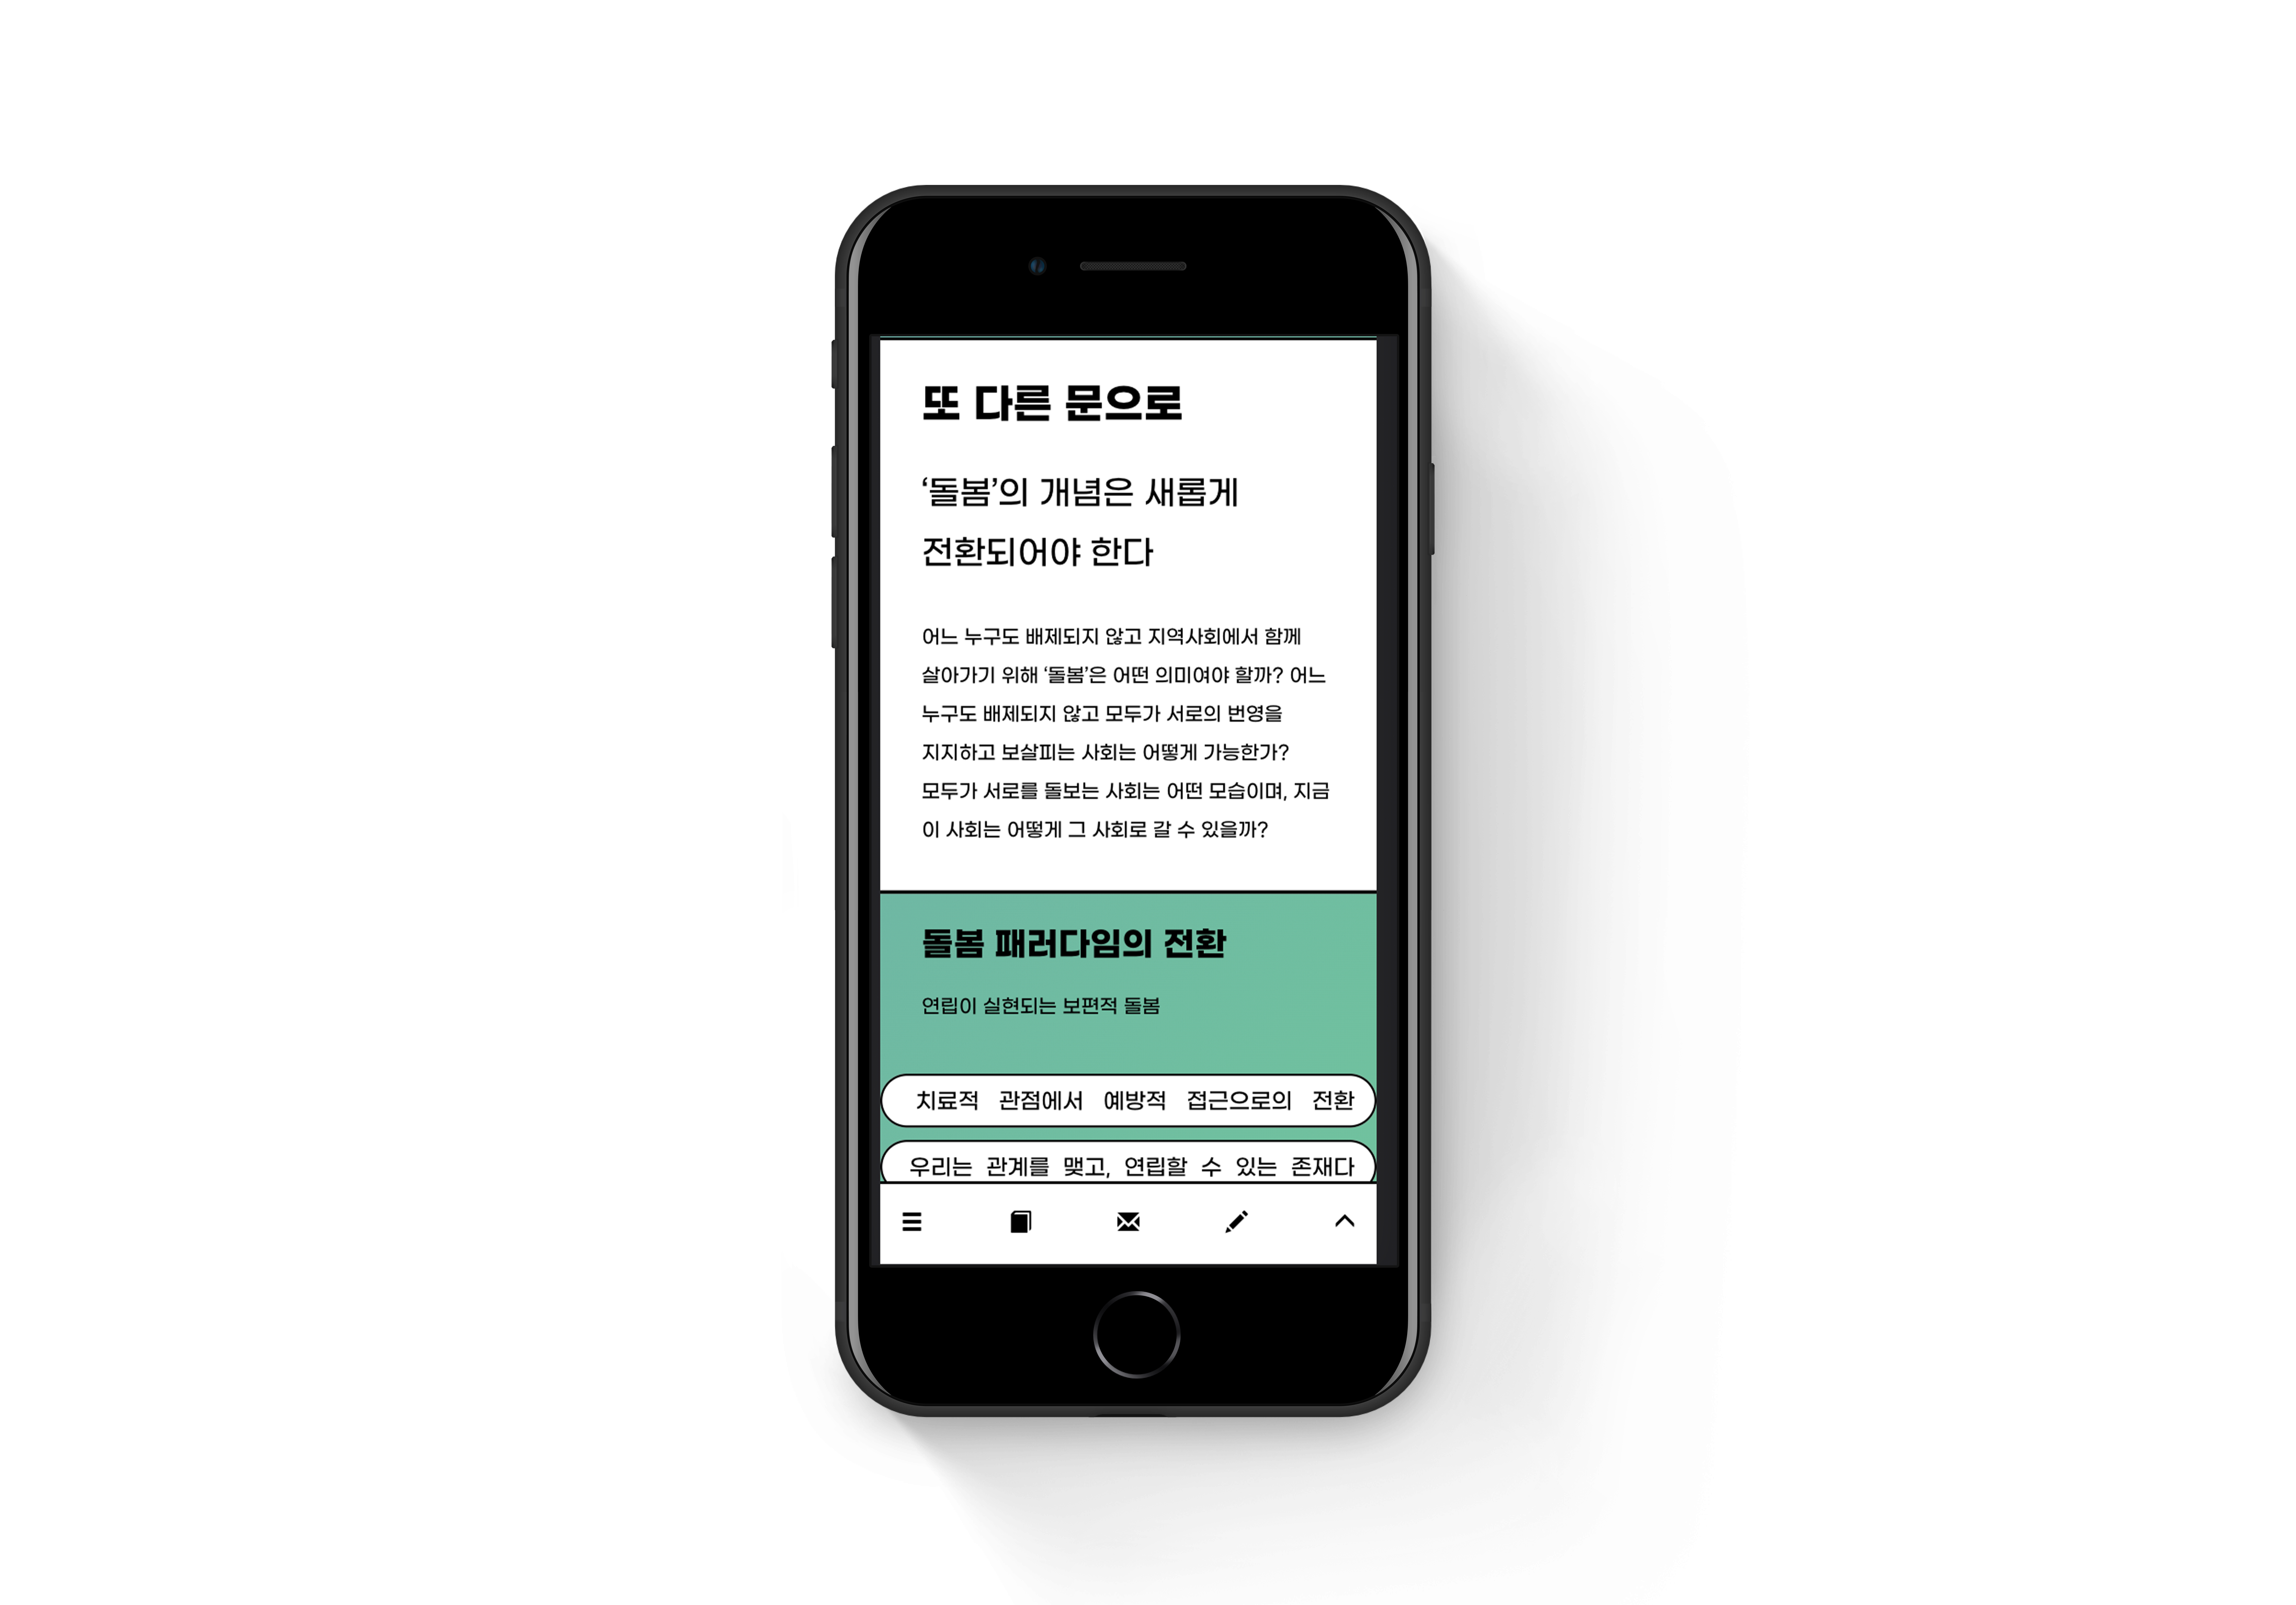 또 다른 문으로
‘돌봄’의 개념은 새롭게
전환되어야 한다
어느 누구도 배제되지 않고 지역사회에서 함께
살아가기 위해 ‘돌봄’은 어떤 의미여야 할까? 어느
누구도 배제되지 않고 모두가 서로의 번영을
지지하고 보살피는 사회는 어떻게 가능한가?
모두가 서로를 돌보는 사회는 어떤 모습이며, 지금
이 사회는 어떻게 그 사회로 갈 수 있을까?
돌봄 패러다임의 전환
연립이 실현되는 보편적 돌봄
치료적 관점에서 예방적 접근으로의 전환
우리는 관계를 맺고, 연립할 수 있는 존재다